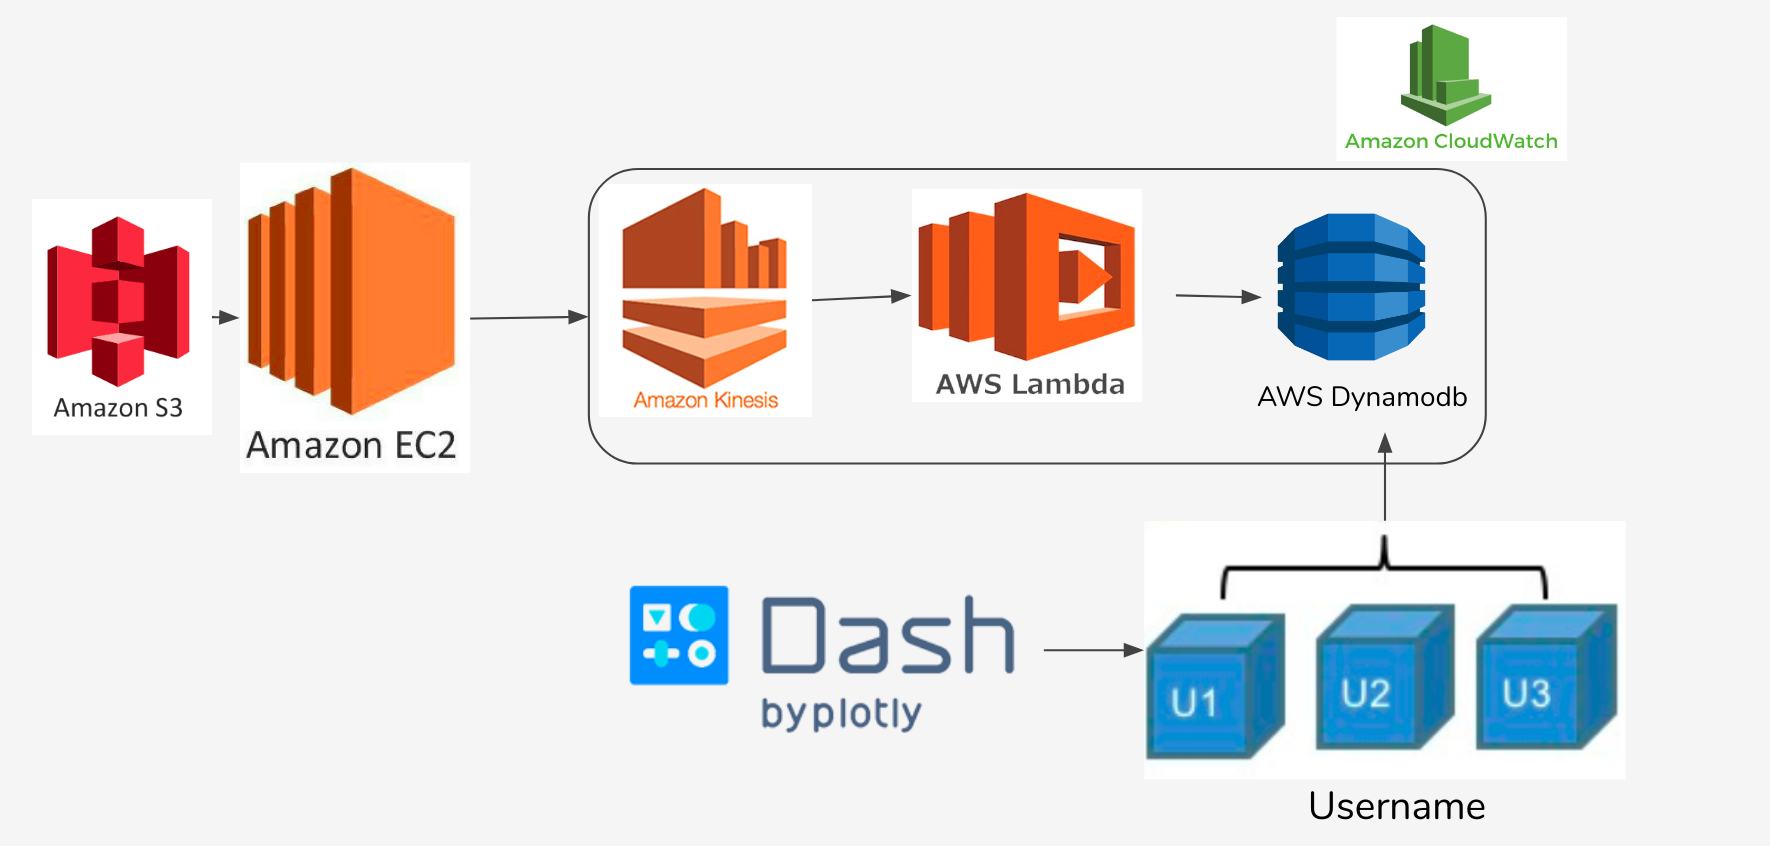 Amazon CloudWatch
Amazon S3
Amazon EC2
Amazon Kinesis
AWS Lambda
AWS Dynamodb
Dash
byplotly
U1
U2
U3
Username